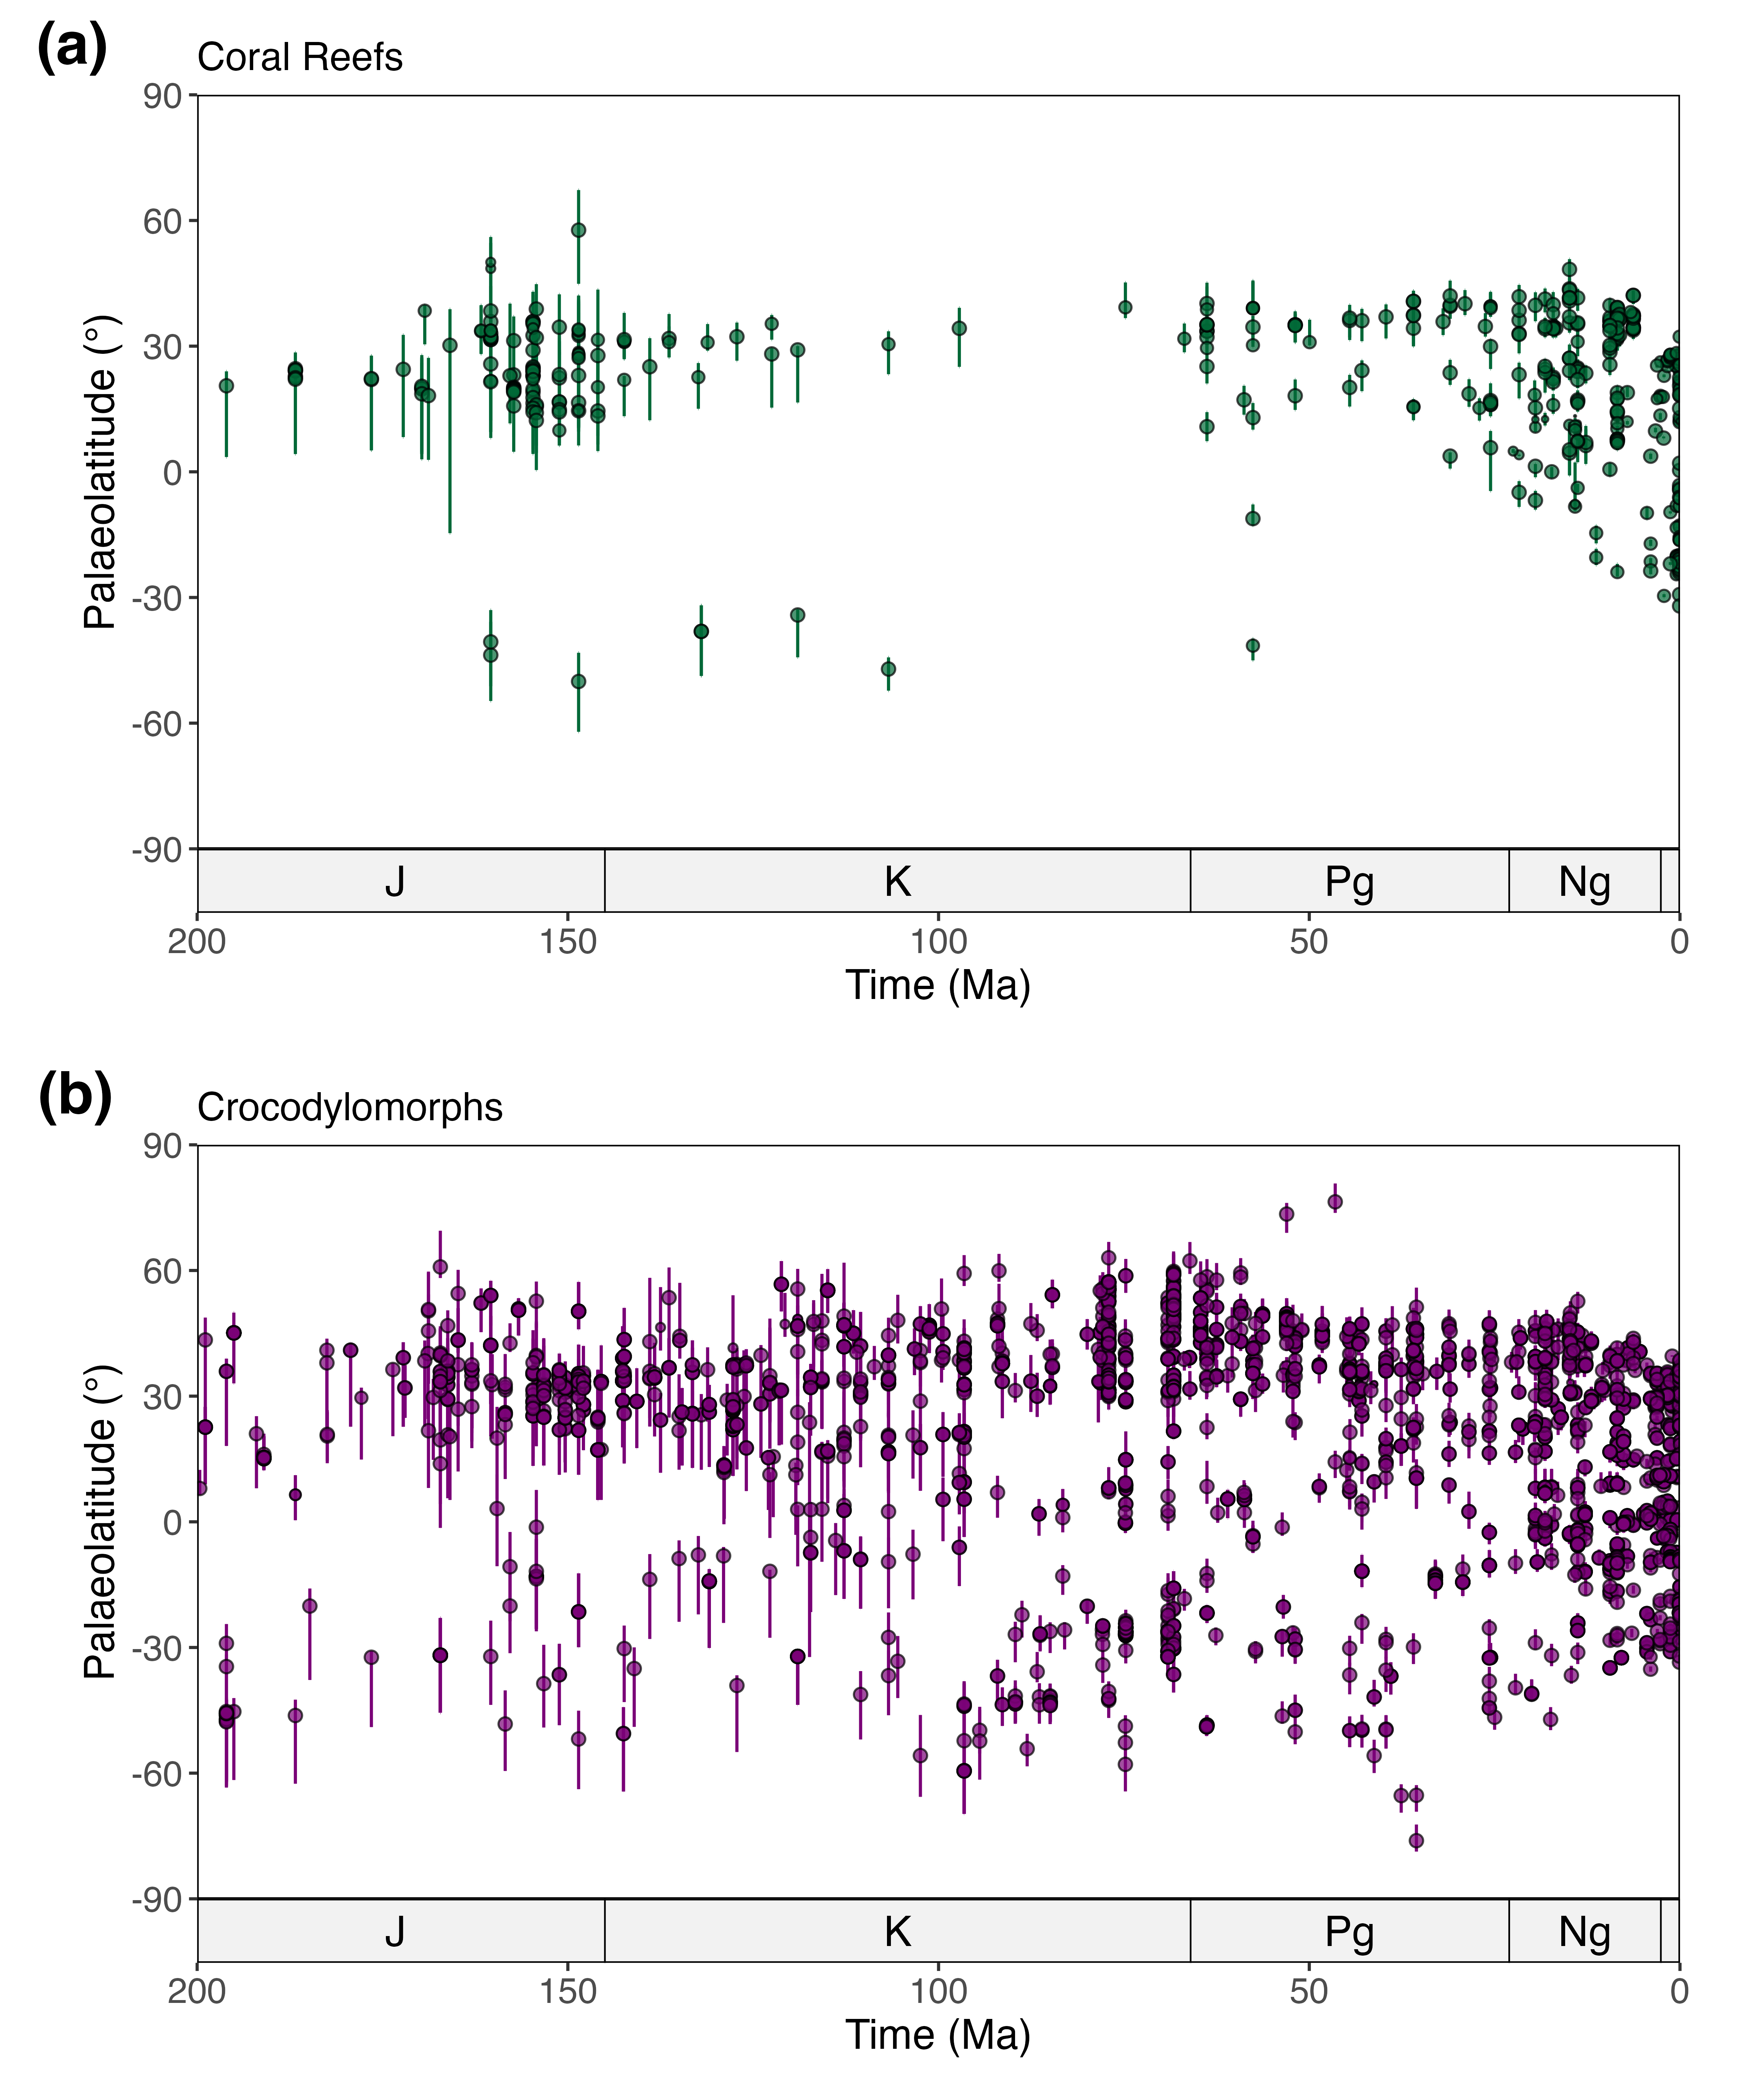 (a)
Coral Reefs
90
60
30
0
-30
-60
-90
Palaeolatitude (°)
J K Pg Ng
200 150 100 50 0
Time (Ma)
(b)
Crocodylomorphs
90
60
30
0
-30
-60
-90
Palaeolatitude (°)
J K Pg Ng
200 150 100 50 0
Time (Ma)